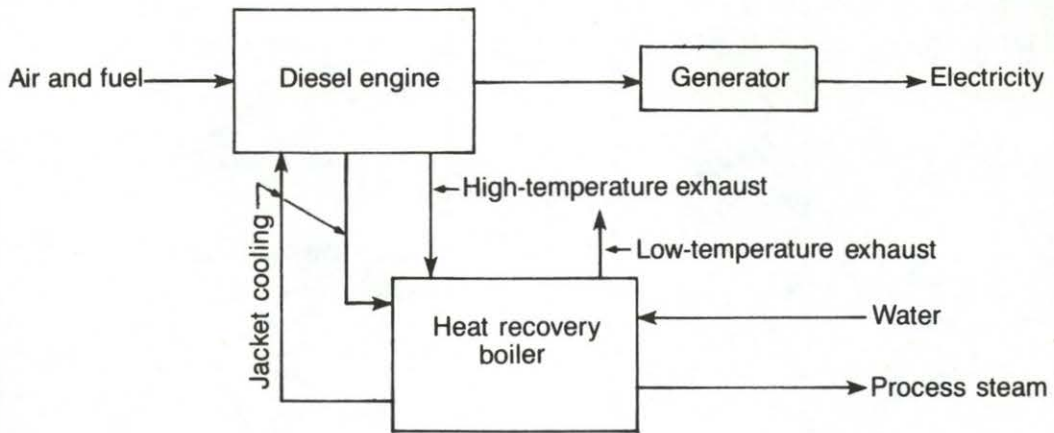 Air and fuel
Diesel engine
Generator
Electricity
High-temperature exhaust
Low-temperature exhaust
Jacket cooling
Heat recovery
boiler
Water
Process steam